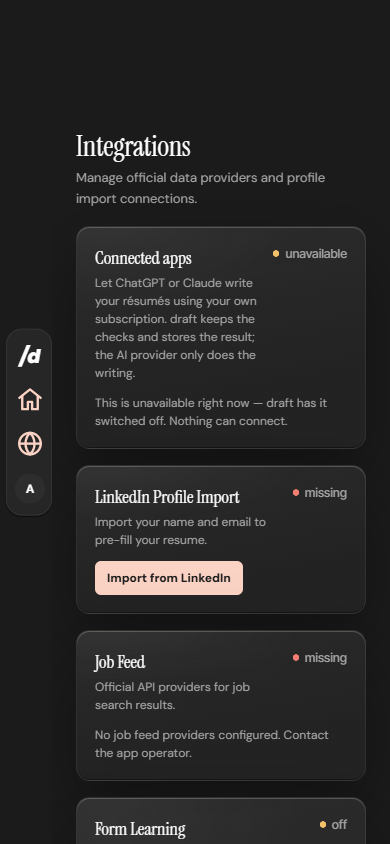 Integrations
Manage official data providers and profile
import connections.
Connected apps
unavailable
Let ChatGPT or Claude write
your résumés using your own
subscription. draft keeps the
checks and stores the result;
the AI provider only does the
writing.
This is unavailable right now — draft has it
switched off. Nothing can connect.
/d
A
LinkedIn Profile Import
missing
Import your name and email to
pre-fill your resume.
Import from LinkedIn
Job Feed
missing
Official API providers for job
search results.
No job feed providers configured. Contact
the app operator.
Form Learning
off